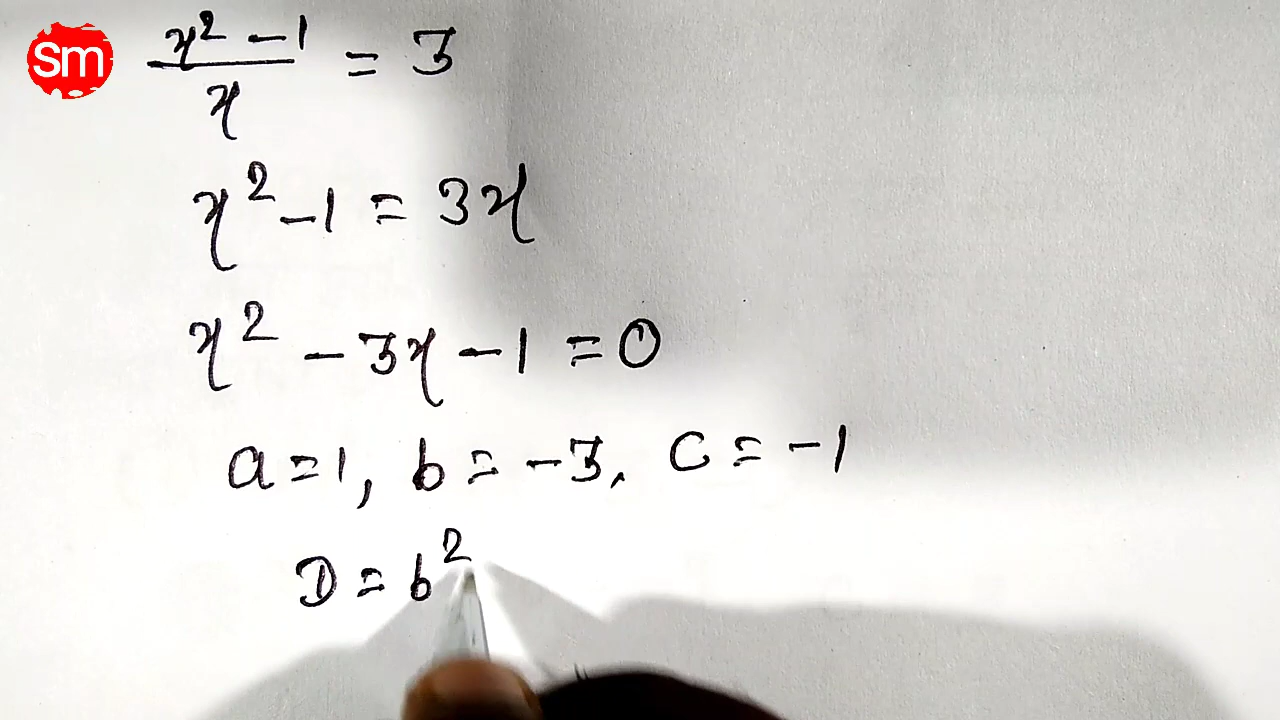 Sm
x² - 1 / x = 3
x² - 1 = 3x
x² - 3x - 1 = 0
a = 1, b = -3, c = -1
D = b²